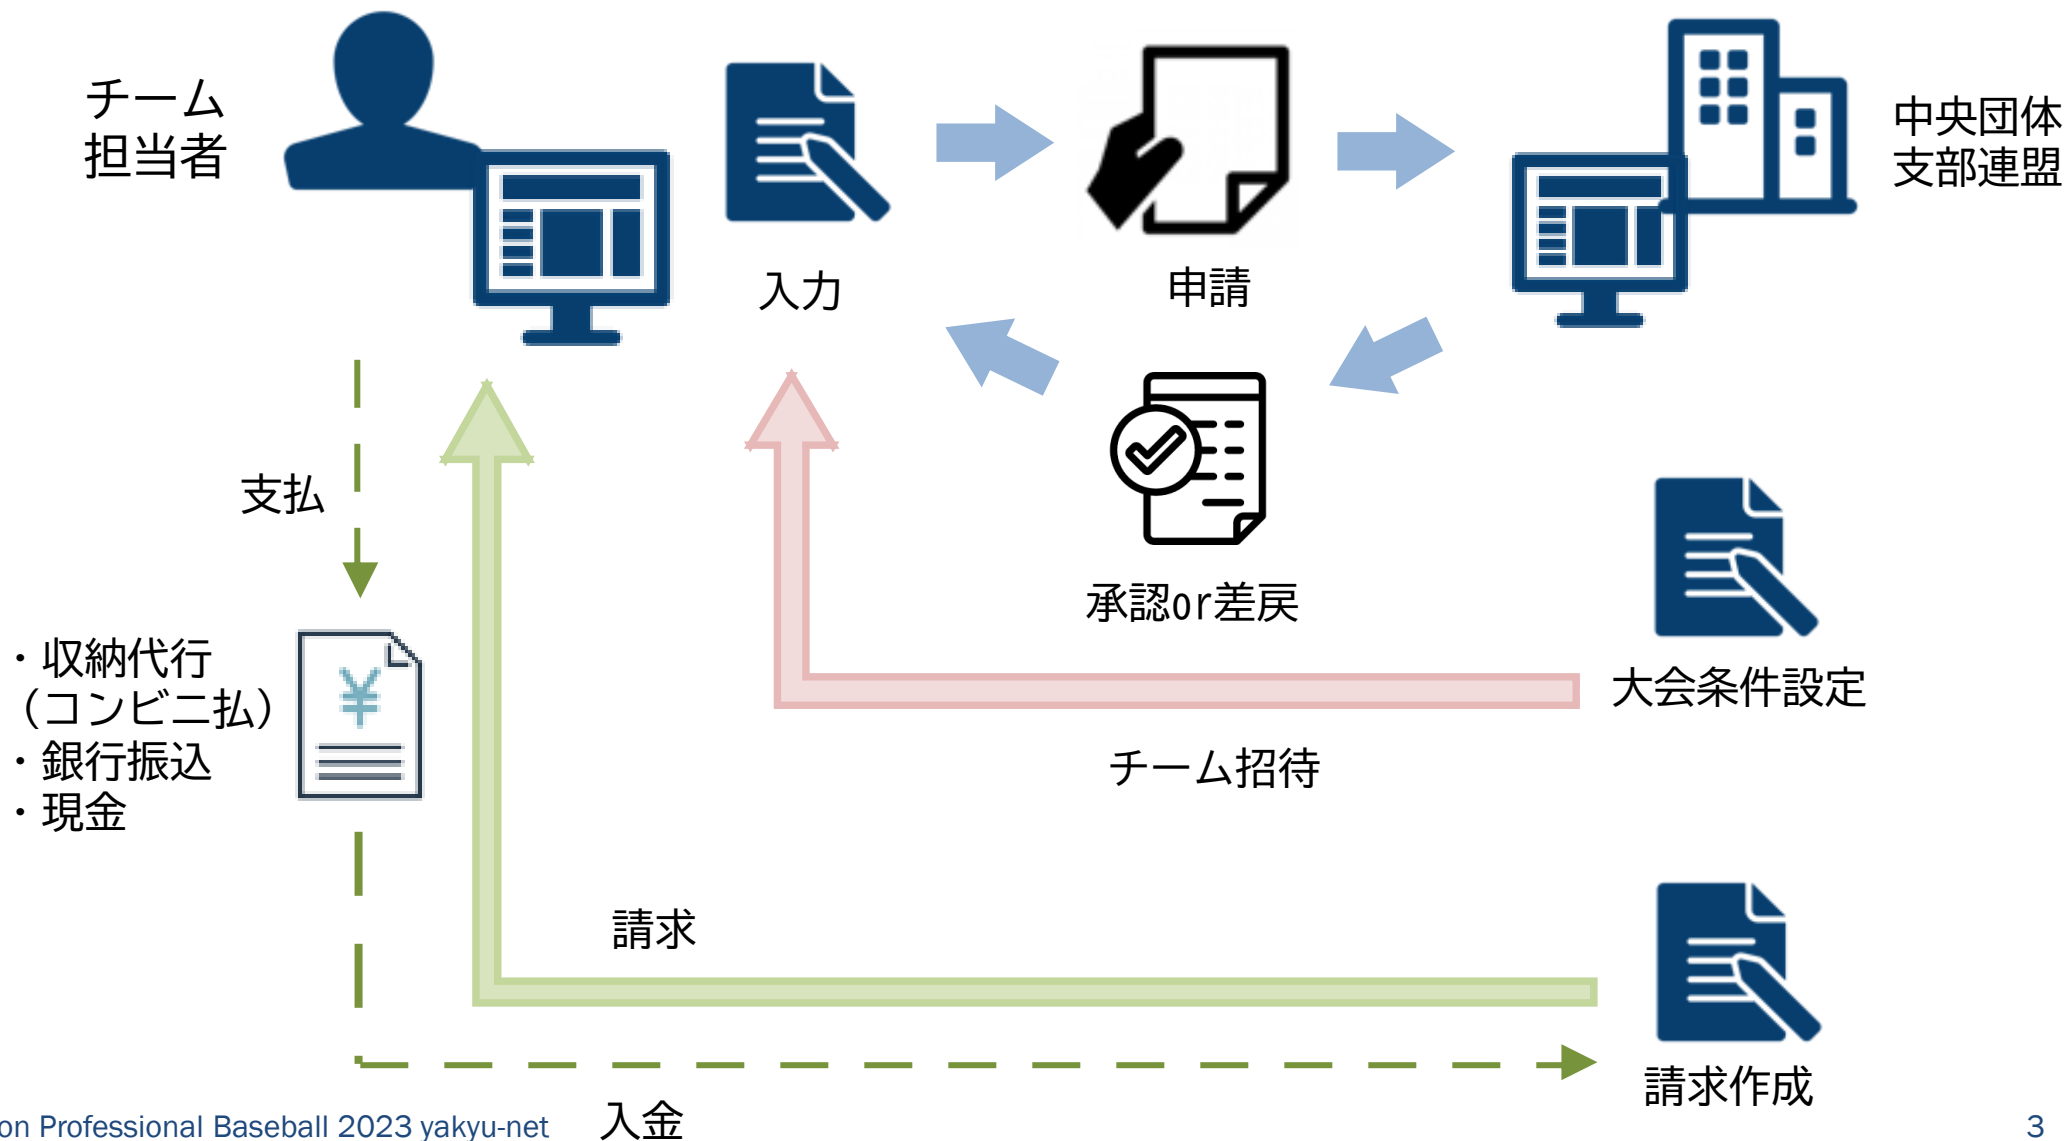 チーム
担当者
中央団体
支部連盟
入力
申請
支払
承認or差戻
・収納代行
（コンビニ払）
・銀行振込
・現金
大会条件設定
チーム招待
請求
請求作成
入金
on Professional Baseball 2023 yakyu-net
3